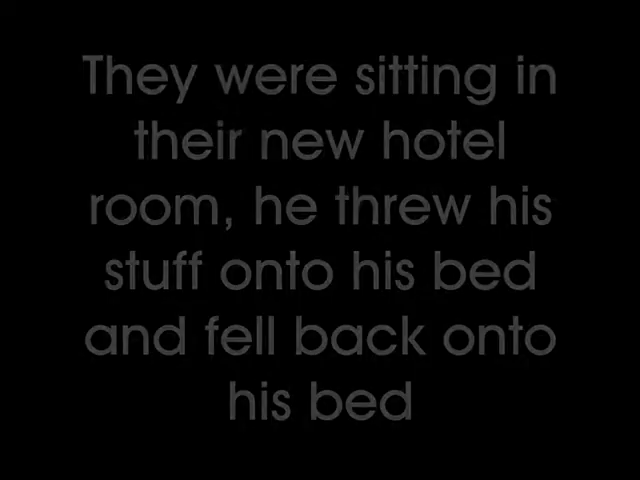 They were sitting in
their new hotel
room, he threw his
stuff onto his bed
and fell back onto
his bed